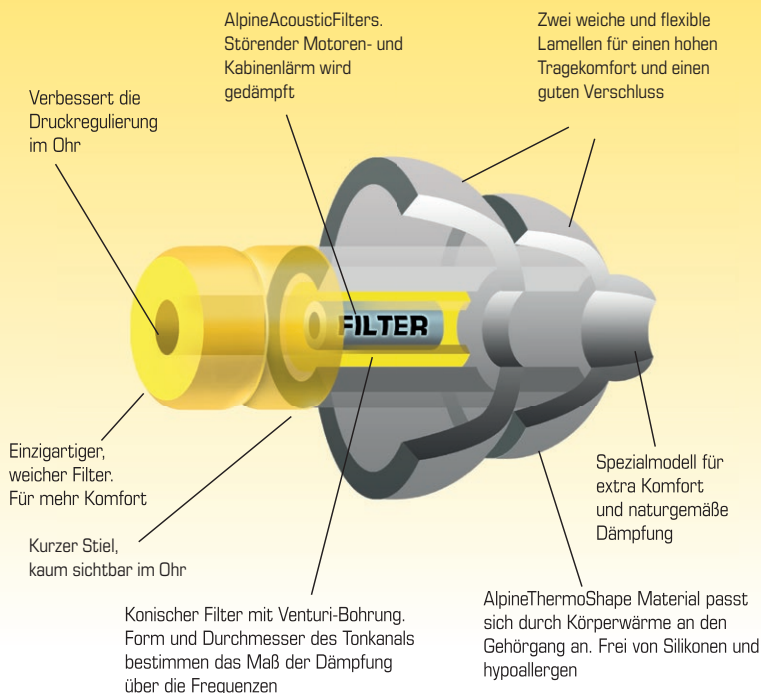 AlpineAcousticFilters.
Störender Motoren- und
Kabinenlärm wird
gedämpft
Zwei weiche und flexible
Lamellen für einen hohen
Tragekomfort und einen
guten Verschluss
Verbessert die
Druckregulierung
im Ohr
FILTER
Einzigartiger,
weicher Filter.
Für mehr Komfort
Spezialmodell für
extra Komfort
und naturgemäße
Dämpfung
Kurzer Stiel,
kaum sichtbar im Ohr
AlpineThermoShape Material passt
sich durch Körperwärme an den
Gehörgang an. Frei von Silikonen und
hypoallergen
Konischer Filter mit Venturi-Bohrung.
Form und Durchmesser des Tonkanals
bestimmen das Maß der Dämpfung
über die Frequenzen